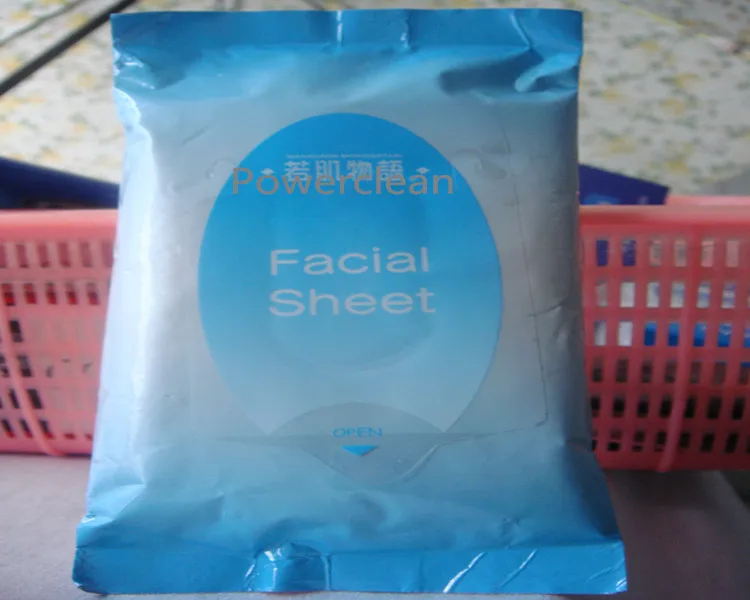 若肌物語
Powerclean
Facial
Sheet
OPEN